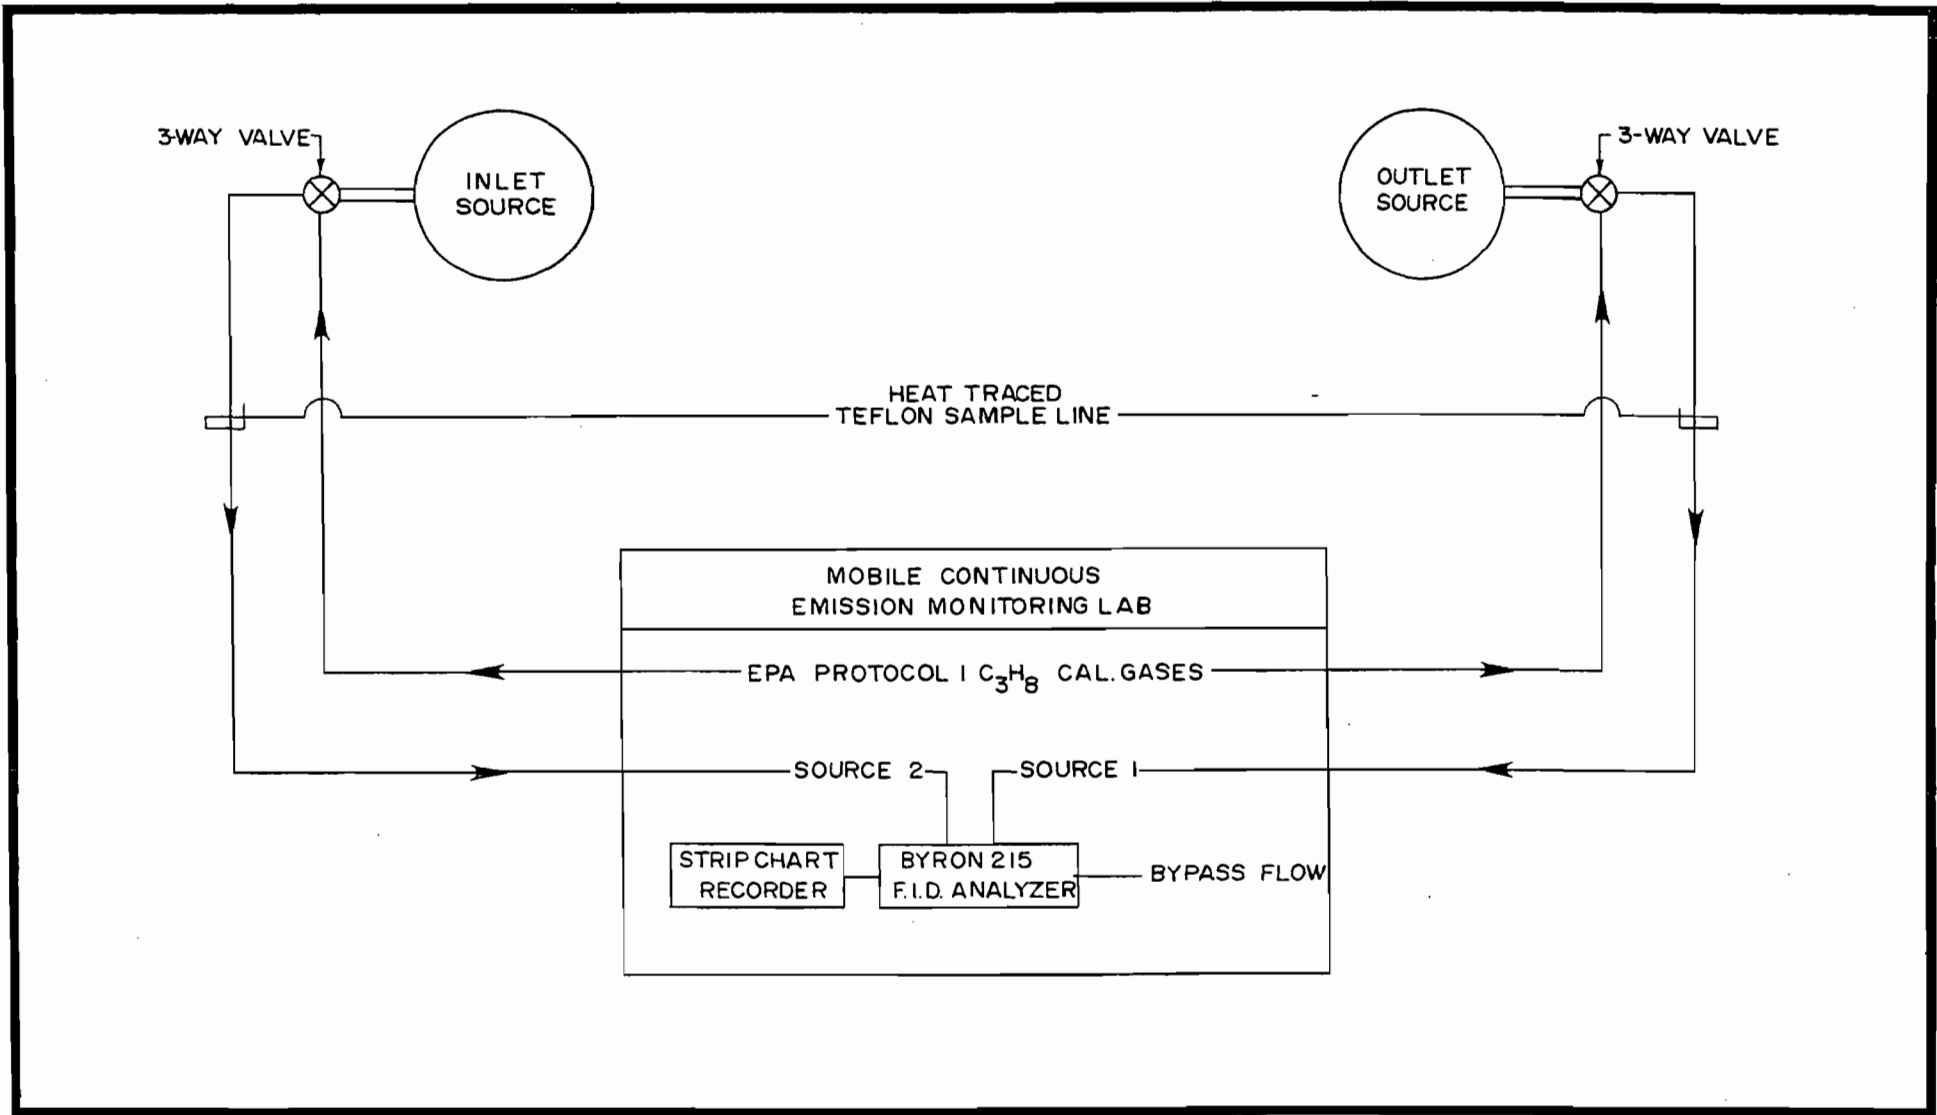 3-WAY VALVE
INLET
SOURCE
OUTLET
SOURCE
3-WAY VALVE
HEAT TRACED
TEFLON SAMPLE LINE
MOBILE CONTINUOUS
EMISSION MONITORING LAB
EPA PROTOCOL 1 C₃H₈ CAL. GASES
SOURCE 2
SOURCE 1
STRIP CHART
RECORDER
BYRON 215
F.I.D. ANALYZER
BYPASS FLOW